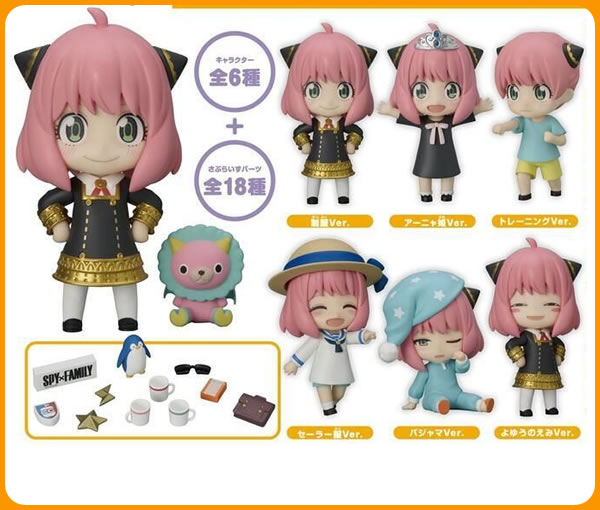 キャラクター
全6種
+
さぷらいずパーツ
全18種
制服Ver.
アーニャ姫Ver.
トレーニングVer.
SPY×FAMILY
セーラー服Ver.
パジャマVer.
よゆうのえみVer.